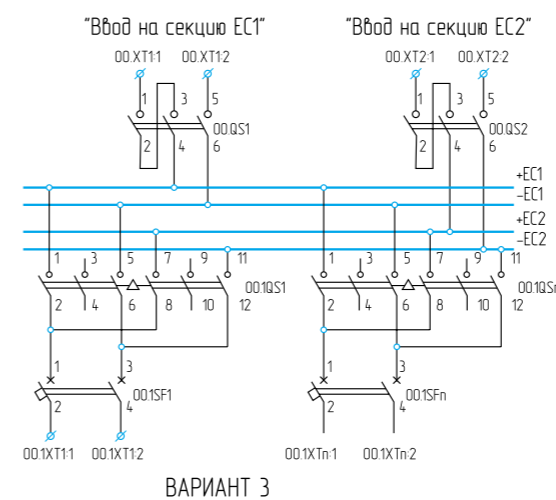 "Ввод на секцию ЕС1" "Ввод на секцию ЕС2"
00.XT1:1 00.XT1:2 00.XT2:1 00.XT2:2
1 3 5 1 3 5
00.QS1 00.QS2
2 4 6 2 4 6
+EC1
-EC1
+EC2
-EC2
1 3 5 7 9 11 1 3 5 7 9 11
00.1QS1 00.1QSn
2 4 6 8 10 12 2 4 6 8 10 12
1 3 1 3
00.1SF1 00.1SFn
2 4 2 4
00.1XT1:1 00.1XT1:2 00.1XTn:1 00.1XTn:2
ВАРИАНТ 3